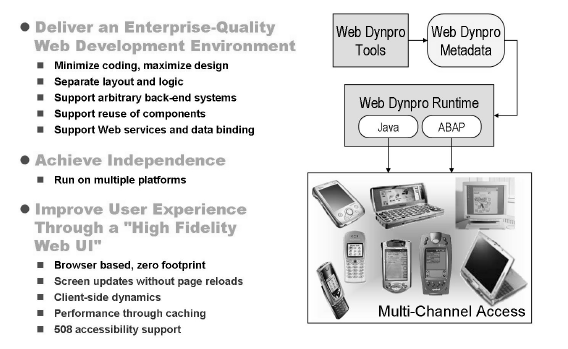 Deliver an Enterprise-Quality
Web Development Environment
Minimize coding, maximize design
Separate layout and logic
Support arbitrary back-end systems
Support reuse of components
Support Web services and data binding
Achieve Independence
Run on multiple platforms
Improve User Experience
Through a "High Fidelity
Web UI"
Browser based, zero footprint
Screen updates without page reloads
Client-side dynamics
Performance through caching
508 accessibility support
Web Dynpro
Tools
Web Dynpro
Metadata
Web Dynpro Runtime
Java
ABAP
Multi-Channel Access